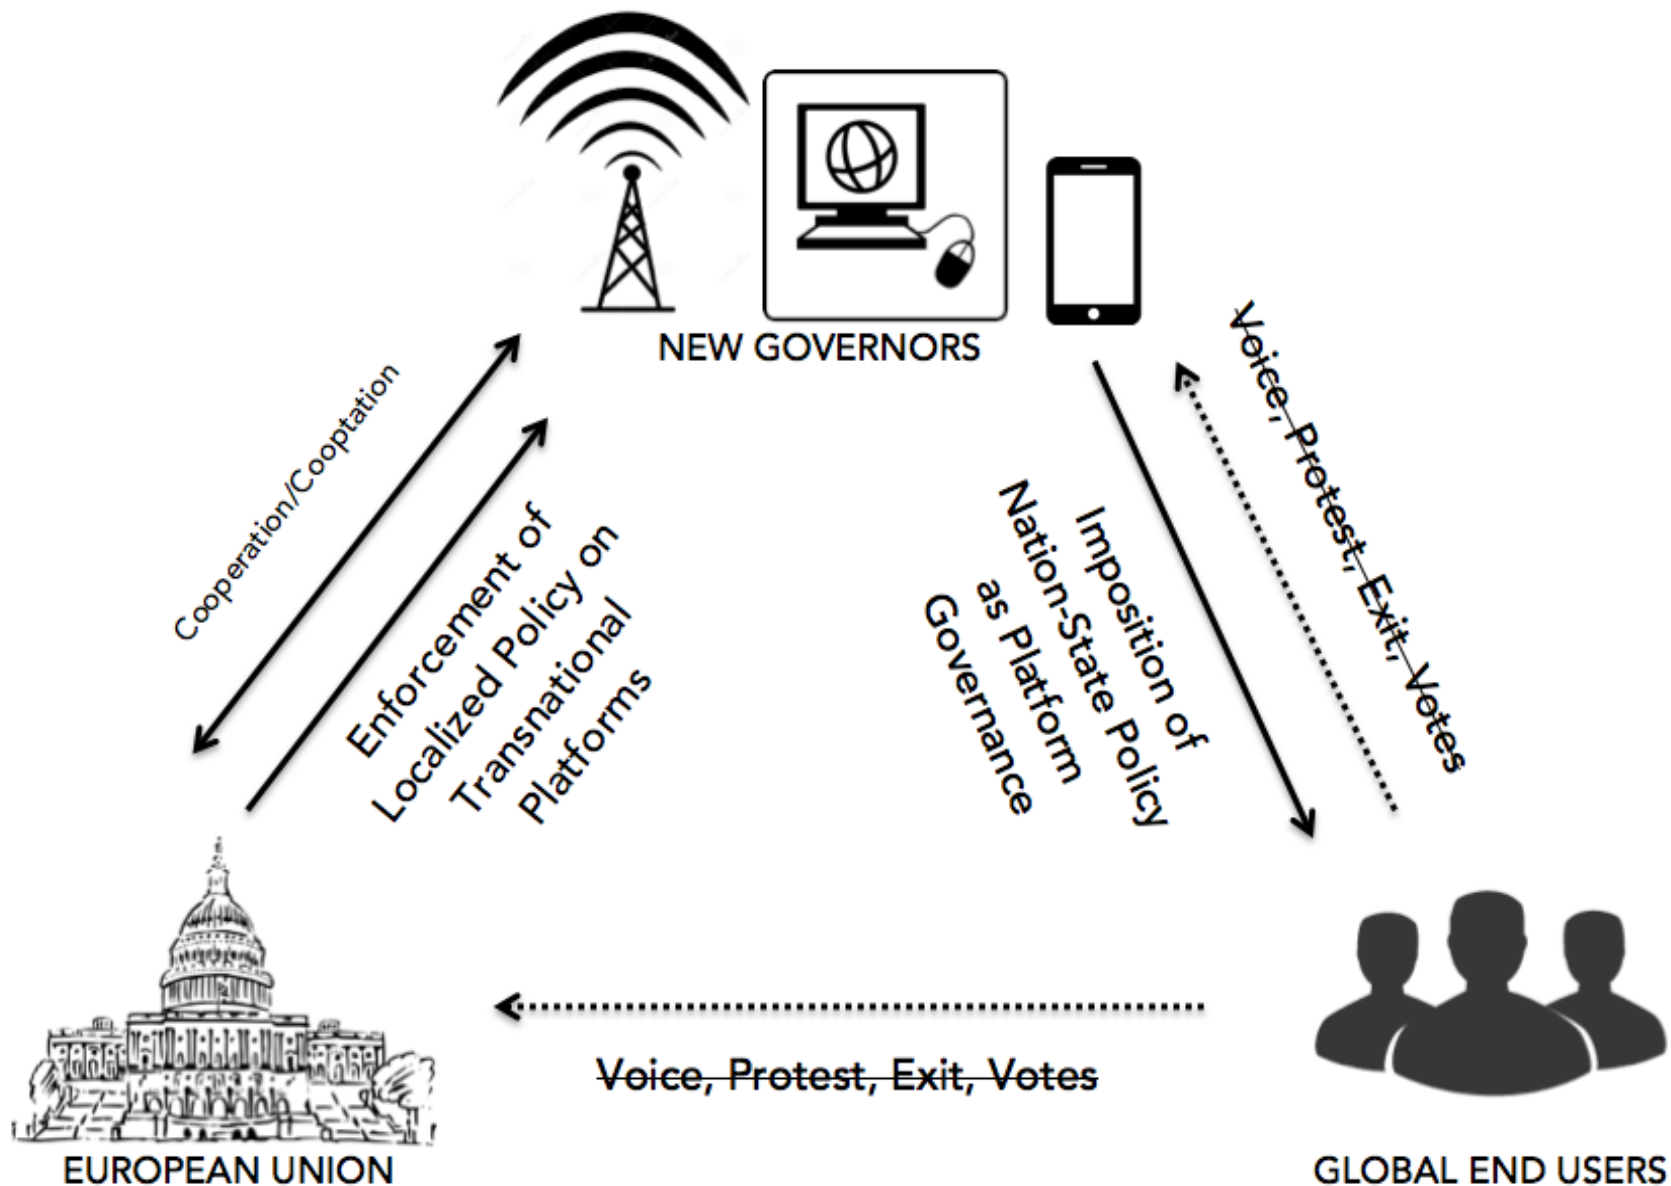 NEW GOVERNORS
Cooperation/Cooptation
Enforcement of
Localized Policy on
Transnational
Platforms
Imposition of
Nation-State Policy
as Platform
Governance
Voice, Protest, Exit, Votes
Voice, Protest, Exit, Votes
EUROPEAN UNION
GLOBAL END USERS